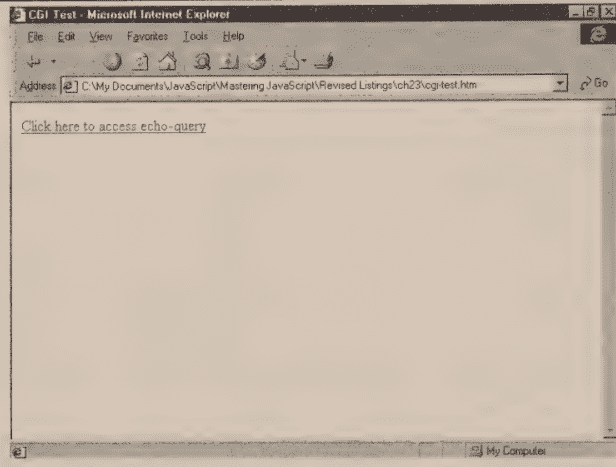 CGI Test - Microsoft Internet Explorer
File Edit View Favorites Tools Help
Address C:\My Documents\JavaScript\Mastering JavaScript\Revised Listings\ch23\cgi-test.htm Go
Click here to access echo-query
My Computer